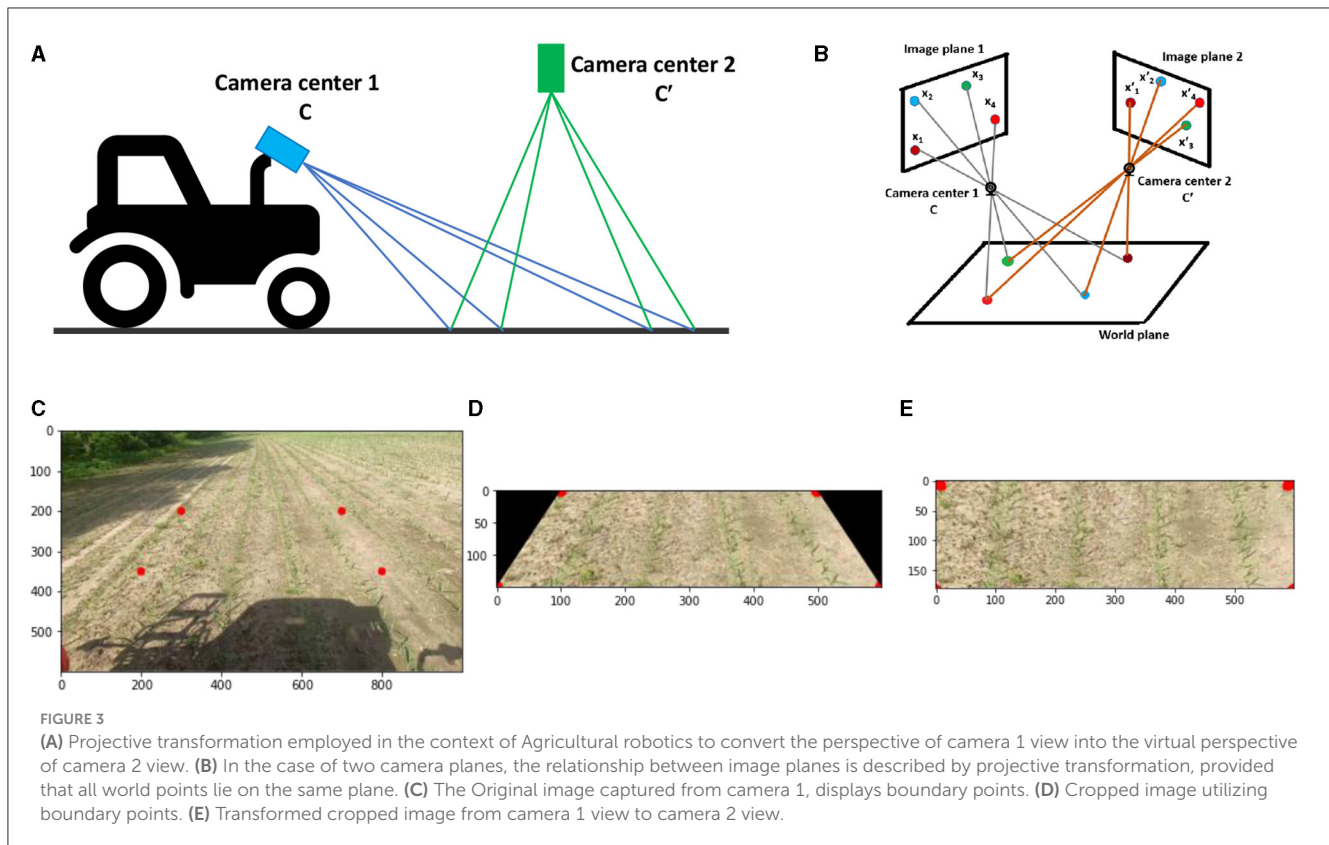 A
Camera center 1
C
Camera center 2
C'
B
Image plane 1
x₂
x₃
x₄
x₁
Camera center 1
C
Image plane 2
x'₁
x'₂
x'₄
x'₃
Camera center 2
C'
World plane
C
0
100
200
300
400
500
0 200 400 600 800
D
0
50
100
0 100 200 300 400 500
E
0
50
100
150
0 100 200 300 400 500
FIGURE 3
(A) Projective transformation employed in the context of Agricultural robotics to convert the perspective of camera 1 view into the virtual perspective
of camera 2 view. (B) In the case of two camera planes, the relationship between image planes is described by projective transformation, provided
that all world points lie on the same plane. (C) The Original image captured from camera 1, displays boundary points. (D) Cropped image utilizing
boundary points. (E) Transformed cropped image from camera 1 view to camera 2 view.